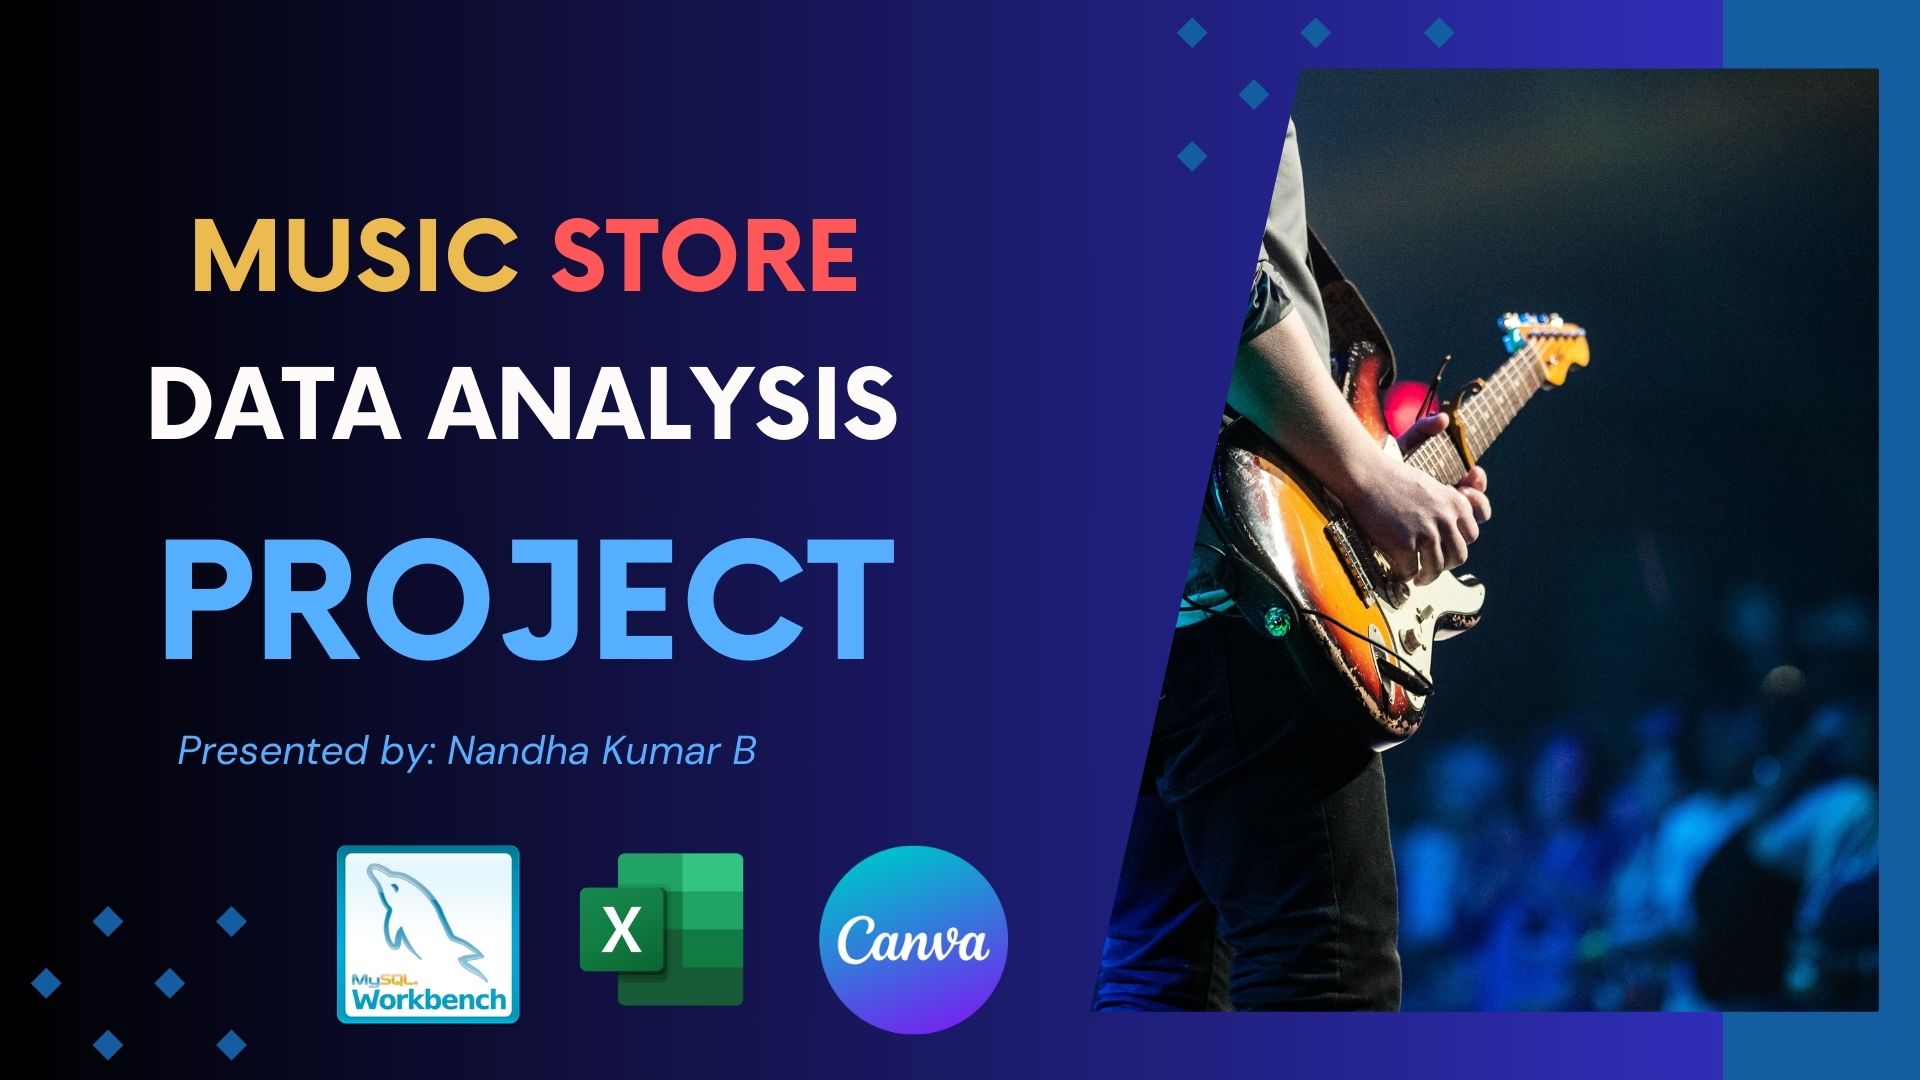 MUSIC STORE
DATA ANALYSIS
PROJECT
Presented by: Nandha Kumar B
MySQL.
Workbench
X
Canva